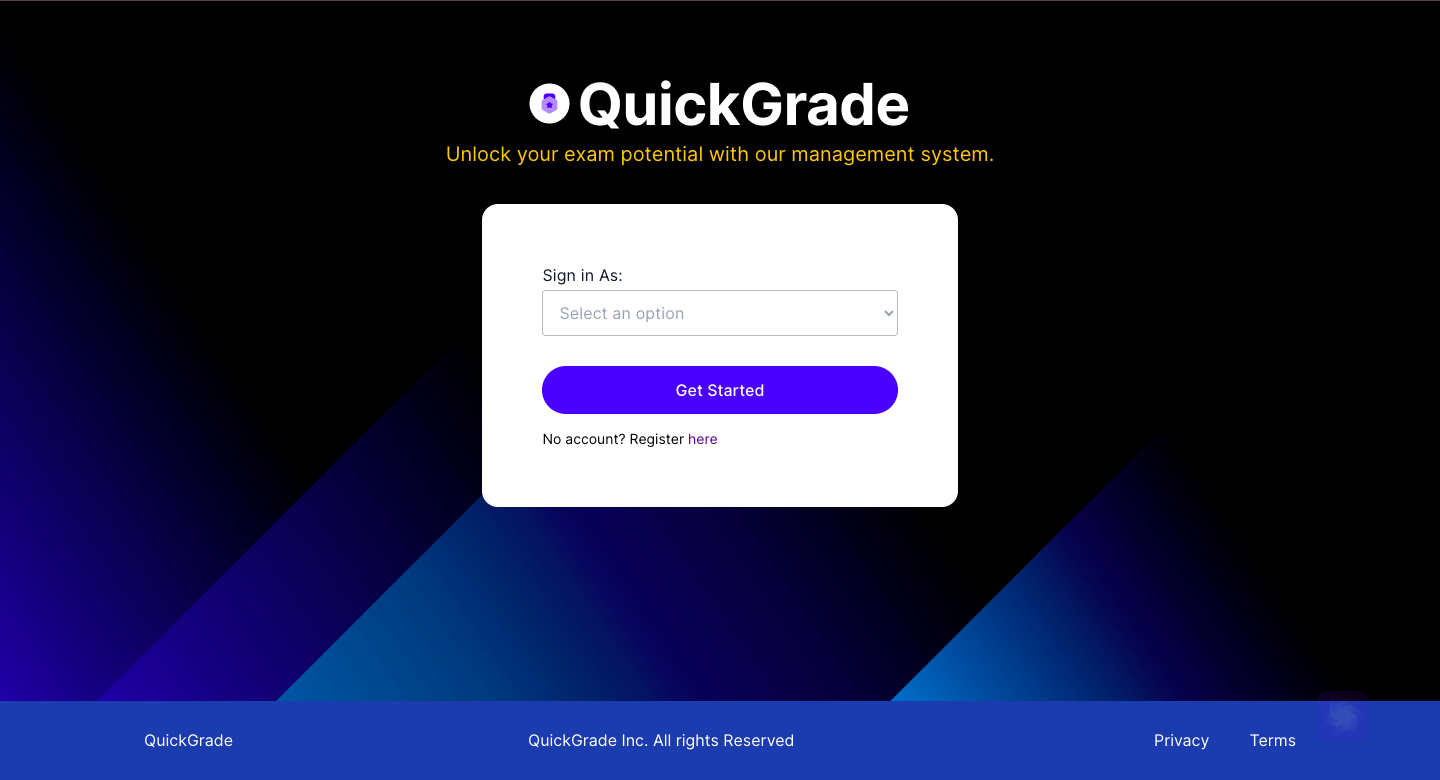 QuickGrade
Unlock your exam potential with our management system.
Sign in As:
Select an option
Get Started
No account? Register here
QuickGrade
QuickGrade Inc. All rights Reserved
Privacy
Terms